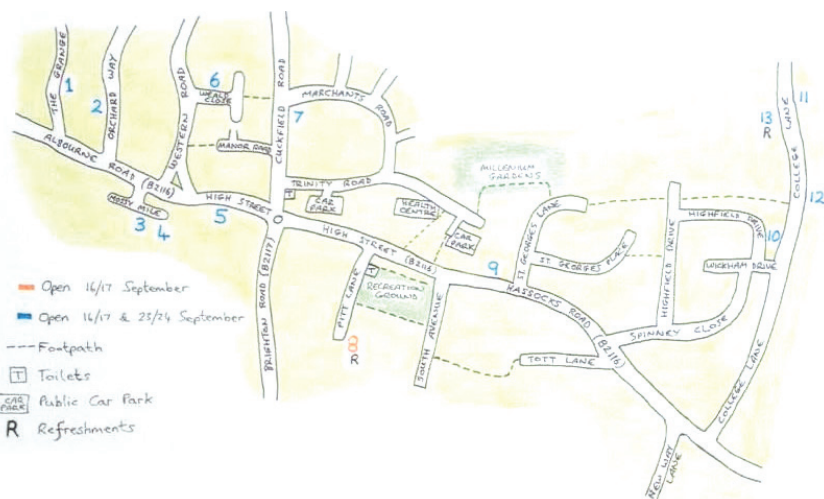 THE GRANGE
1
2
ORCHARD WAY
WESTERN ROAD
6
WEALD
CLOSE
CUCKFIELD ROAD
7
MARCHANTS ROAD
MANOR ROAD
ALBOURNE ROAD (B2116)
MOSSY MILE
3 4
HIGH STREET
5
T
TRINITY ROAD
CAR
PARK
HEALTH
CENTRE
CAR
PARK
MILLENIUM
GARDENS
HIGH STREET (B2116)
BRIGHTON ROAD (B2117)
PITT LANE
T
RECREATION
GROUND
8
R
SOUTH AVENUE
9
ST. GEORGES LANE
ST GEORGES PLACE
HASSOCKS ROAD (B2116)
TOTT LANE
SPINNEY CLOSE
HIGHFIELD DRIVE
HIGHFIELD DRIVE
10
WICKHAM DRIVE
11
13
R
12
COLLEGE LANE
COLLEGE LANE
NEW WAY LANE
Open 16/17 September
Open 16/17 & 23/24 September
Footpath
T Toilets
CAR
PARK Public Car Park
R Refreshments